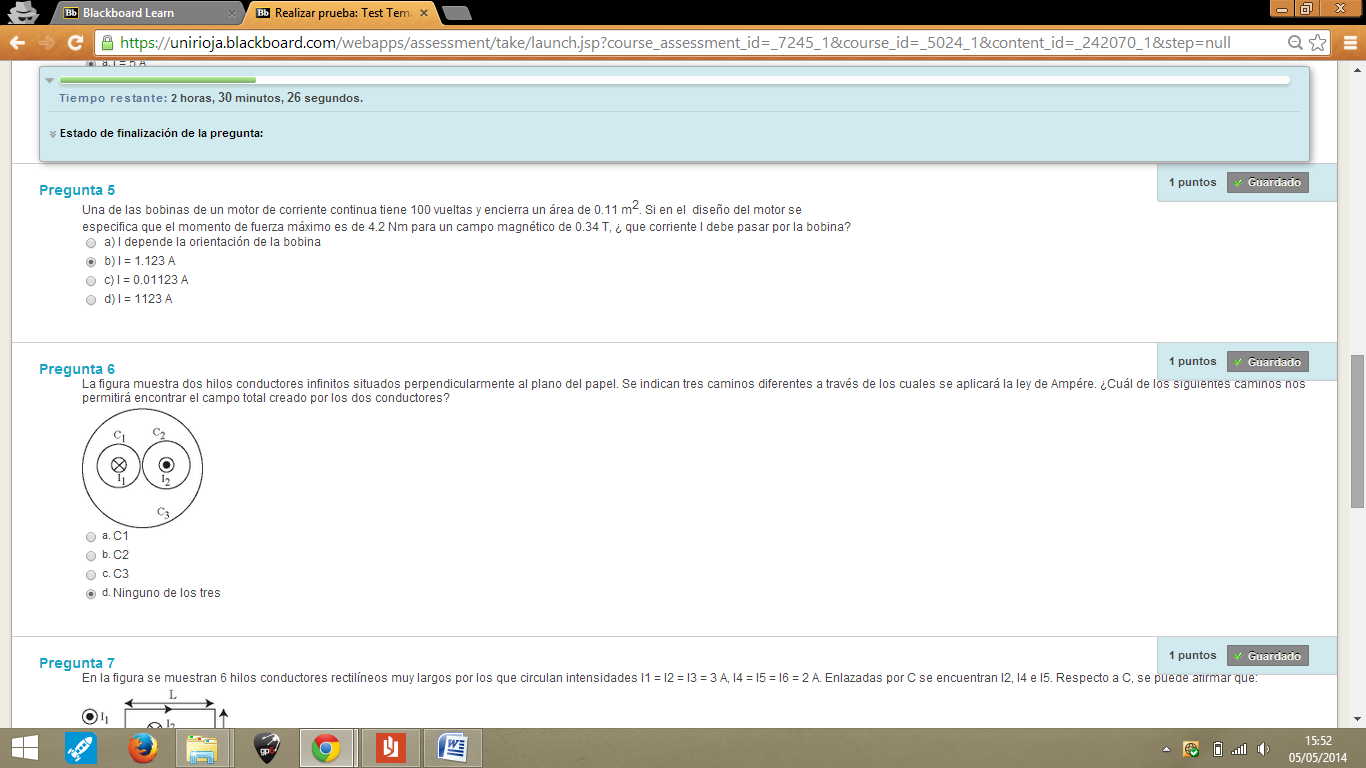 Blackboard Learn
Realizar prueba: Test Tem
https://unirioja.blackboard.com/webapps/assessment/take/launch.jsp?course_assessment_id=_7245_1&course_id=_5024_1&content_id=_242070_1&step=null
a. I = 5 A
Tiempo restante: 2 horas, 30 minutos, 26 segundos.
Estado de finalización de la pregunta:
1 puntos Guardado
Pregunta 5
Una de las bobinas de un motor de corriente continua tiene 100 vueltas y encierra un área de 0.11 m2. Si en el diseño del motor se
especifica que el momento de fuerza máximo es de 4.2 Nm para un campo magnético de 0.34 T, ¿ que corriente I debe pasar por la bobina?
a) I depende la orientación de la bobina
b) I = 1.123 A
c) I = 0.01123 A
d) I = 1123 A
1 puntos Guardado
Pregunta 6
La figura muestra dos hilos conductores infinitos situados perpendicularmente al plano del papel. Se indican tres caminos diferentes a través de los cuales se aplicará la ley de Ampére. ¿Cuál de los siguientes caminos nos
permitirá encontrar el campo total creado por los dos conductores?
C1 C2
I1 I2
C3
a. C1
b. C2
c. C3
d. Ninguno de los tres
1 puntos Guardado
Pregunta 7
En la figura se muestran 6 hilos conductores rectilíneos muy largos por los que circulan intensidades I1 = I2 = I3 = 3 A, I4 = I5 = I6 = 2 A. Enlazadas por C se encuentran I2, I4 e I5. Respecto a C, se puede afirmar que:
L
I1 I2
15:52
05/05/2014